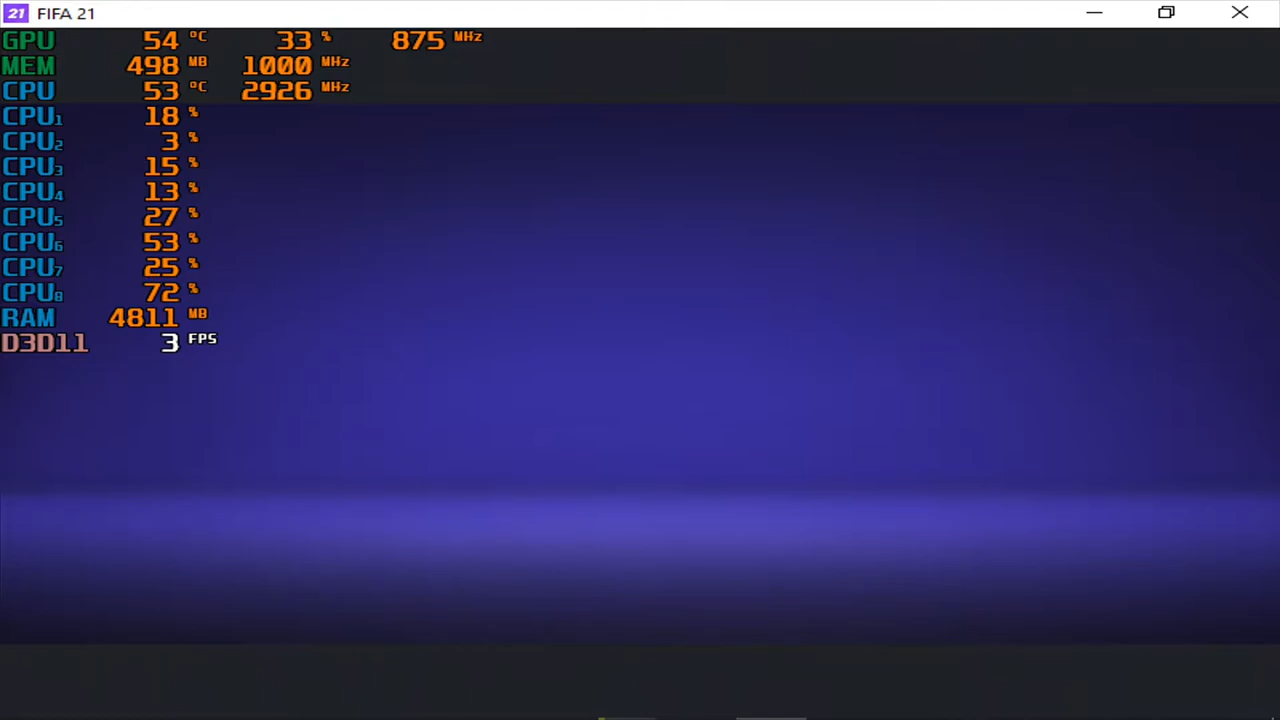 21 FIFA 21
GPU 54 °C 33 % 875 MHz
MEM 498 MB 1000 MHz
CPU 53 °C 2926 MHz
CPU1 18 %
CPU2 3 %
CPU3 15 %
CPU4 13 %
CPU5 27 %
CPU6 53 %
CPU7 25 %
CPU8 72 %
RAM 4811 MB
D3D11 3 FPS